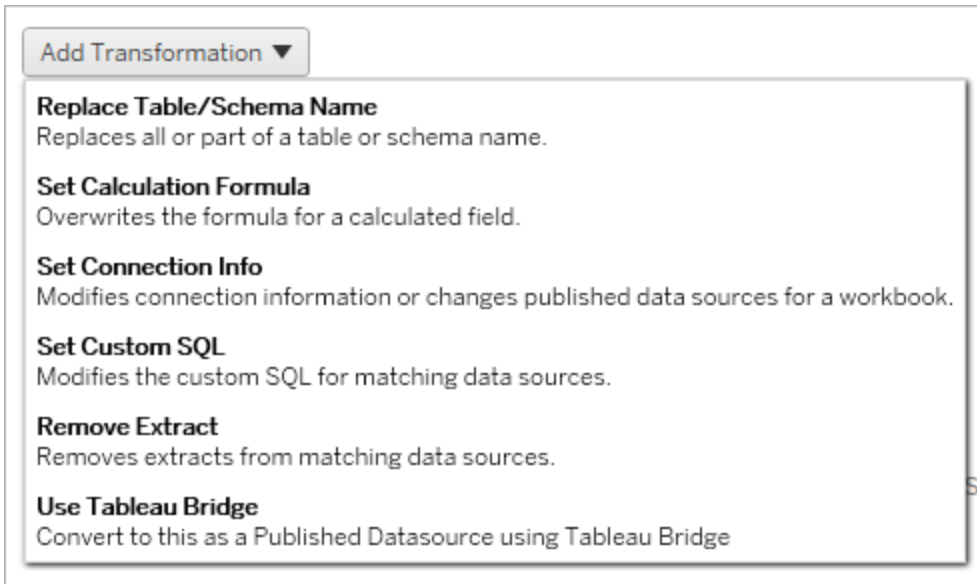 Add Transformation ▼
Replace Table/Schema Name
Replaces all or part of a table or schema name.
Set Calculation Formula
Overwrites the formula for a calculated field.
Set Connection Info
Modifies connection information or changes published data sources for a workbook.
Set Custom SQL
Modifies the custom SQL for matching data sources.
Remove Extract
Removes extracts from matching data sources.
Use Tableau Bridge
Convert to this as a Published Datasource using Tableau Bridge